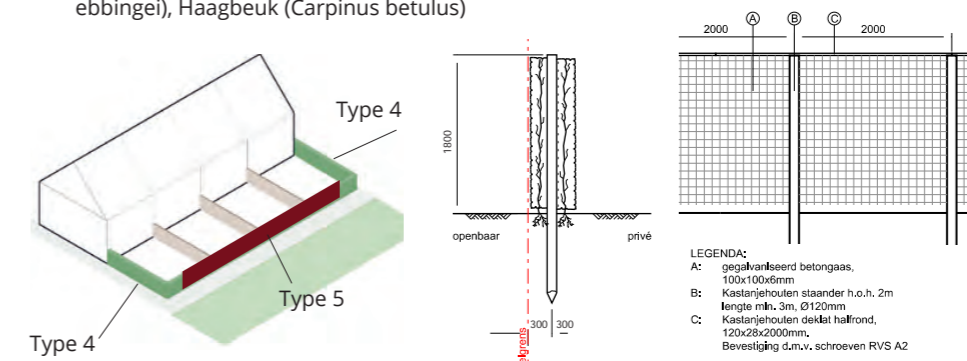 ebbingei), Haagbeuk (Carpinus betulus)
Type 4
Type 5
Type 4
1800
openbaar
privé
300
300
2000
A
B
C
2000
LEGENDA:
A: gegalvaniseerd betongaas,
100x100x6mm
B: Kastanjehouten staander h.o.h. 2m
lengte min. 3m, Ø120mm
C: Kastanjehouten deklat halfrond,
120x28x2000mm.
Bevestiging d.m.v. schroeven RVS A2